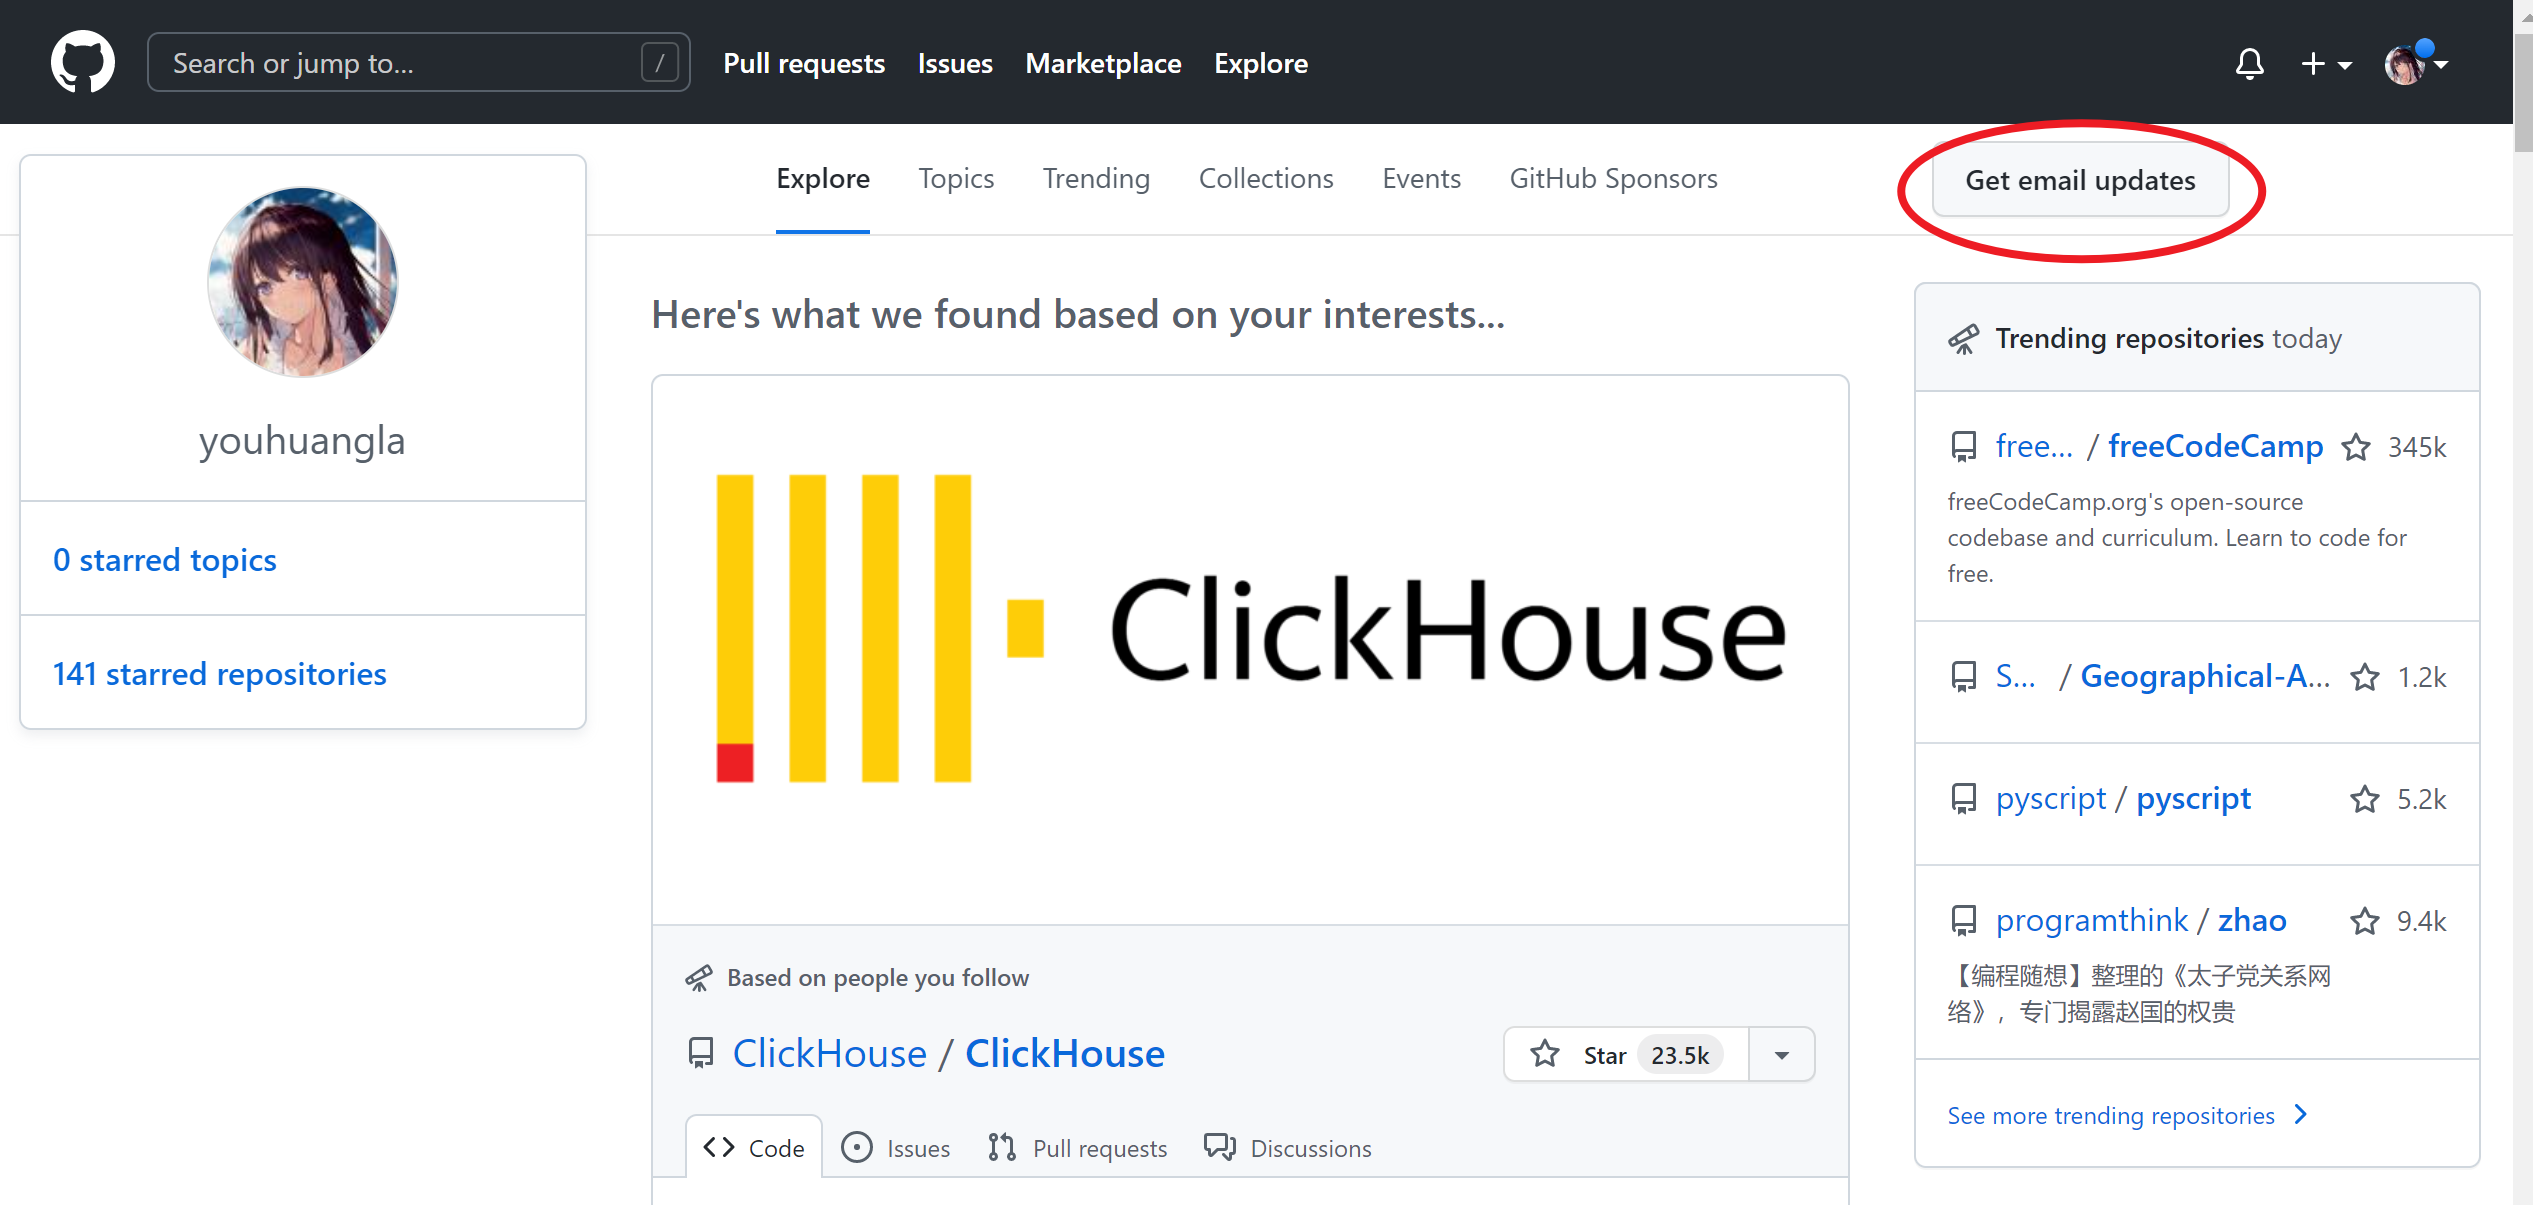 Search or jump to... /
Pull requests Issues Marketplace Explore
Explore Topics Trending Collections Events GitHub Sponsors
Get email updates
youhuangla
0 starred topics
141 starred repositories
Here's what we found based on your interests...
ClickHouse
Based on people you follow
ClickHouse / ClickHouse
Star 23.5k
Code Issues Pull requests Discussions
Trending repositories today
free... / freeCodeCamp 345k
freeCodeCamp.org's open-source
codebase and curriculum. Learn to code for
free.
S... / Geographical-A... 1.2k
pyscript / pyscript 5.2k
programthink / zhao 9.4k
【编程随想】整理的《太子党关系网
络》，专门揭露赵国的权贵
See more trending repositories